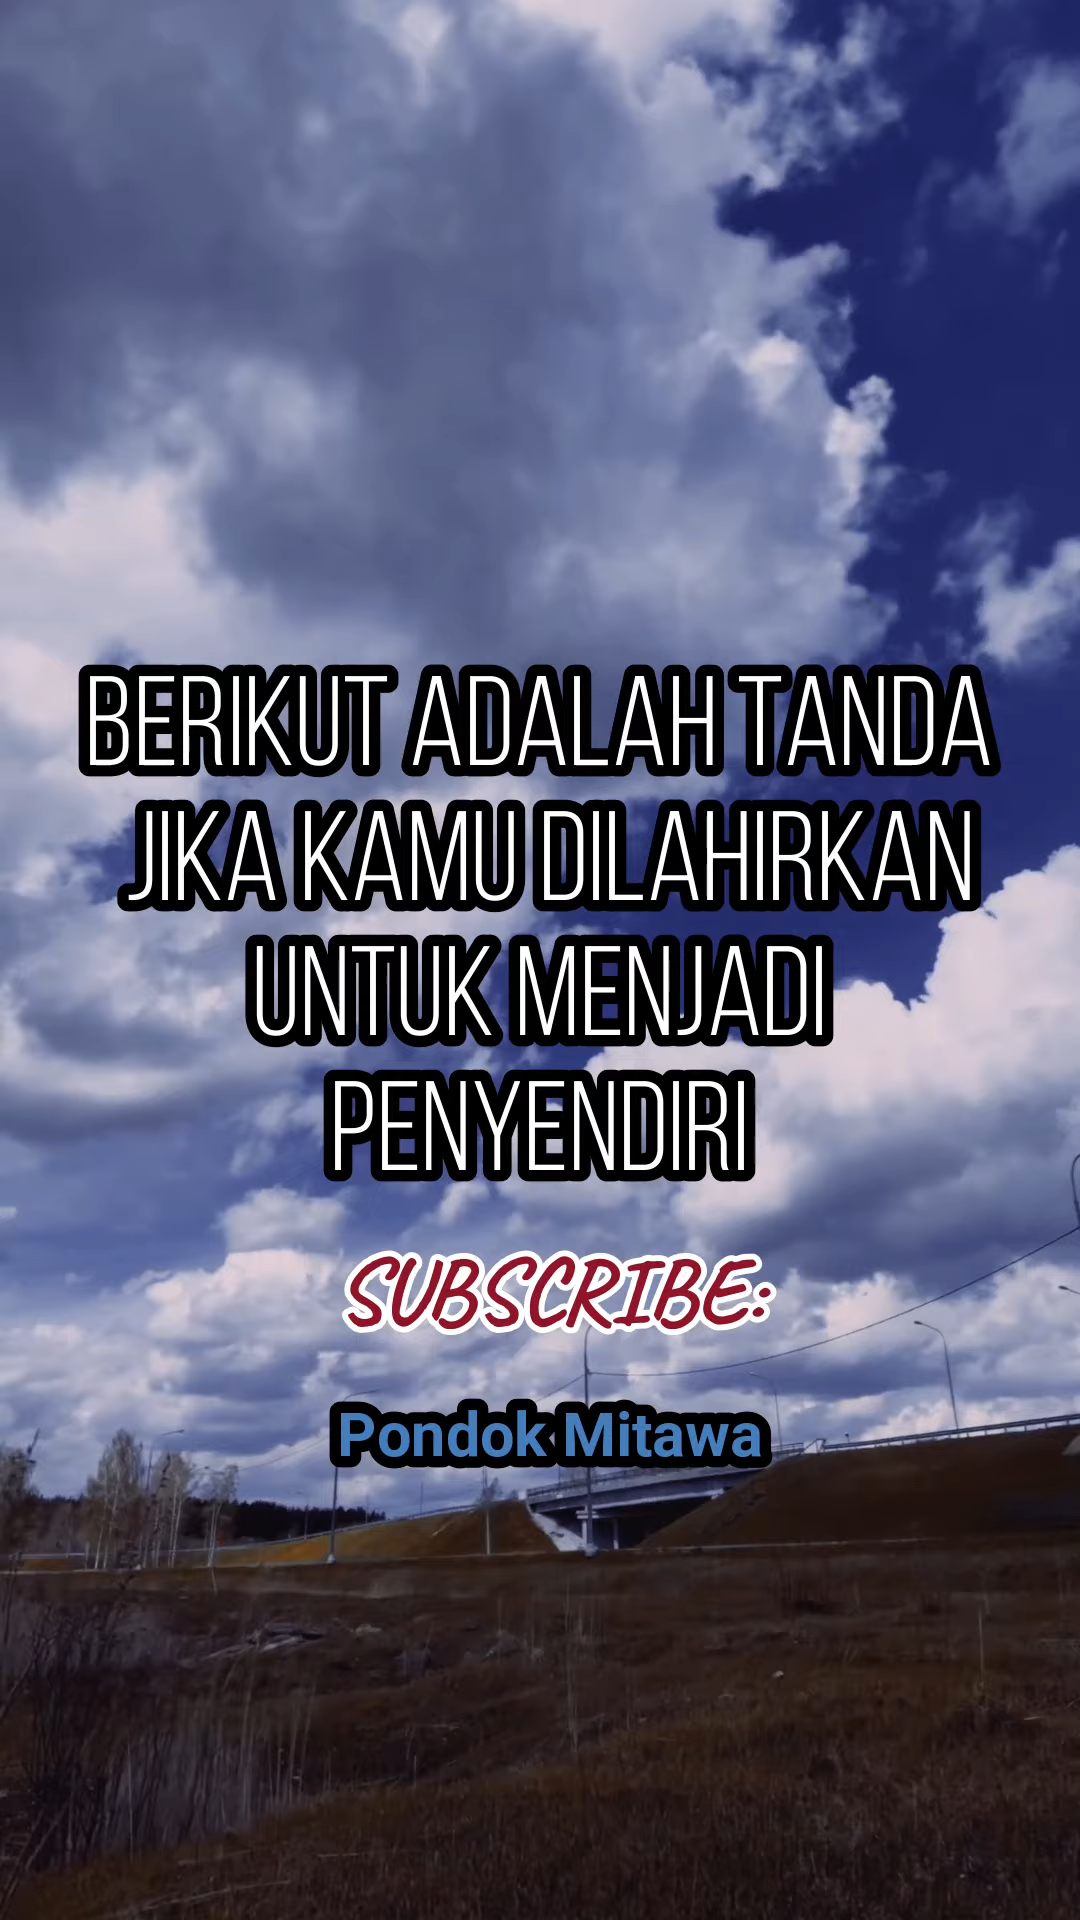 BERIKUT ADALAH TANDA
JIKA KAMU DILAHIRKAN
UNTUK MENJADI
PENYENDIRI
SUBSCRIBE:
Pondok Mitawa